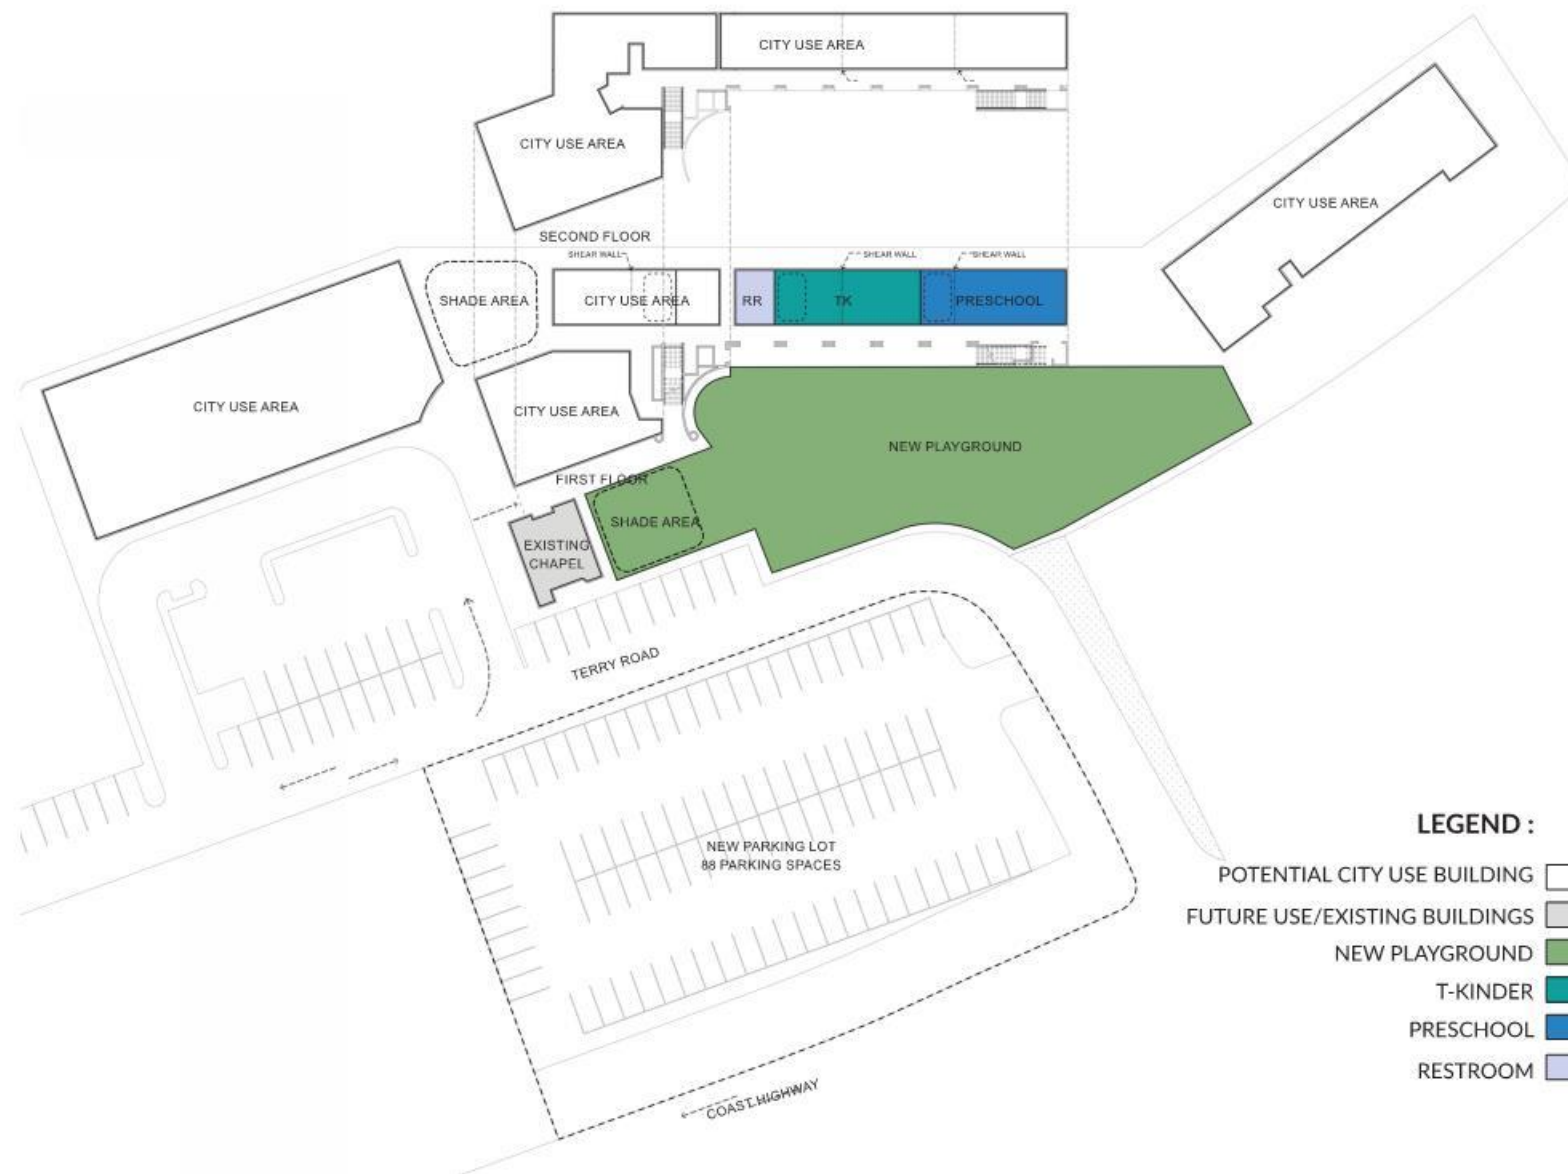 CITY USE AREA
CITY USE AREA
CITY USE AREA
SECOND FLOOR
SHEAR WALL
SHEAR WALL
SHEAR WALL
SHADE AREA
CITY USE AREA
RR
TK
PRESCHOOL
CITY USE AREA
CITY USE AREA
NEW PLAYGROUND
FIRST FLOOR
SHADE AREA
EXISTING
CHAPEL
TERRY ROAD
NEW PARKING LOT
88 PARKING SPACES
COAST HIGHWAY
LEGEND :
POTENTIAL CITY USE BUILDING
FUTURE USE/EXISTING BUILDINGS
NEW PLAYGROUND
T-KINDER
PRESCHOOL
RESTROOM